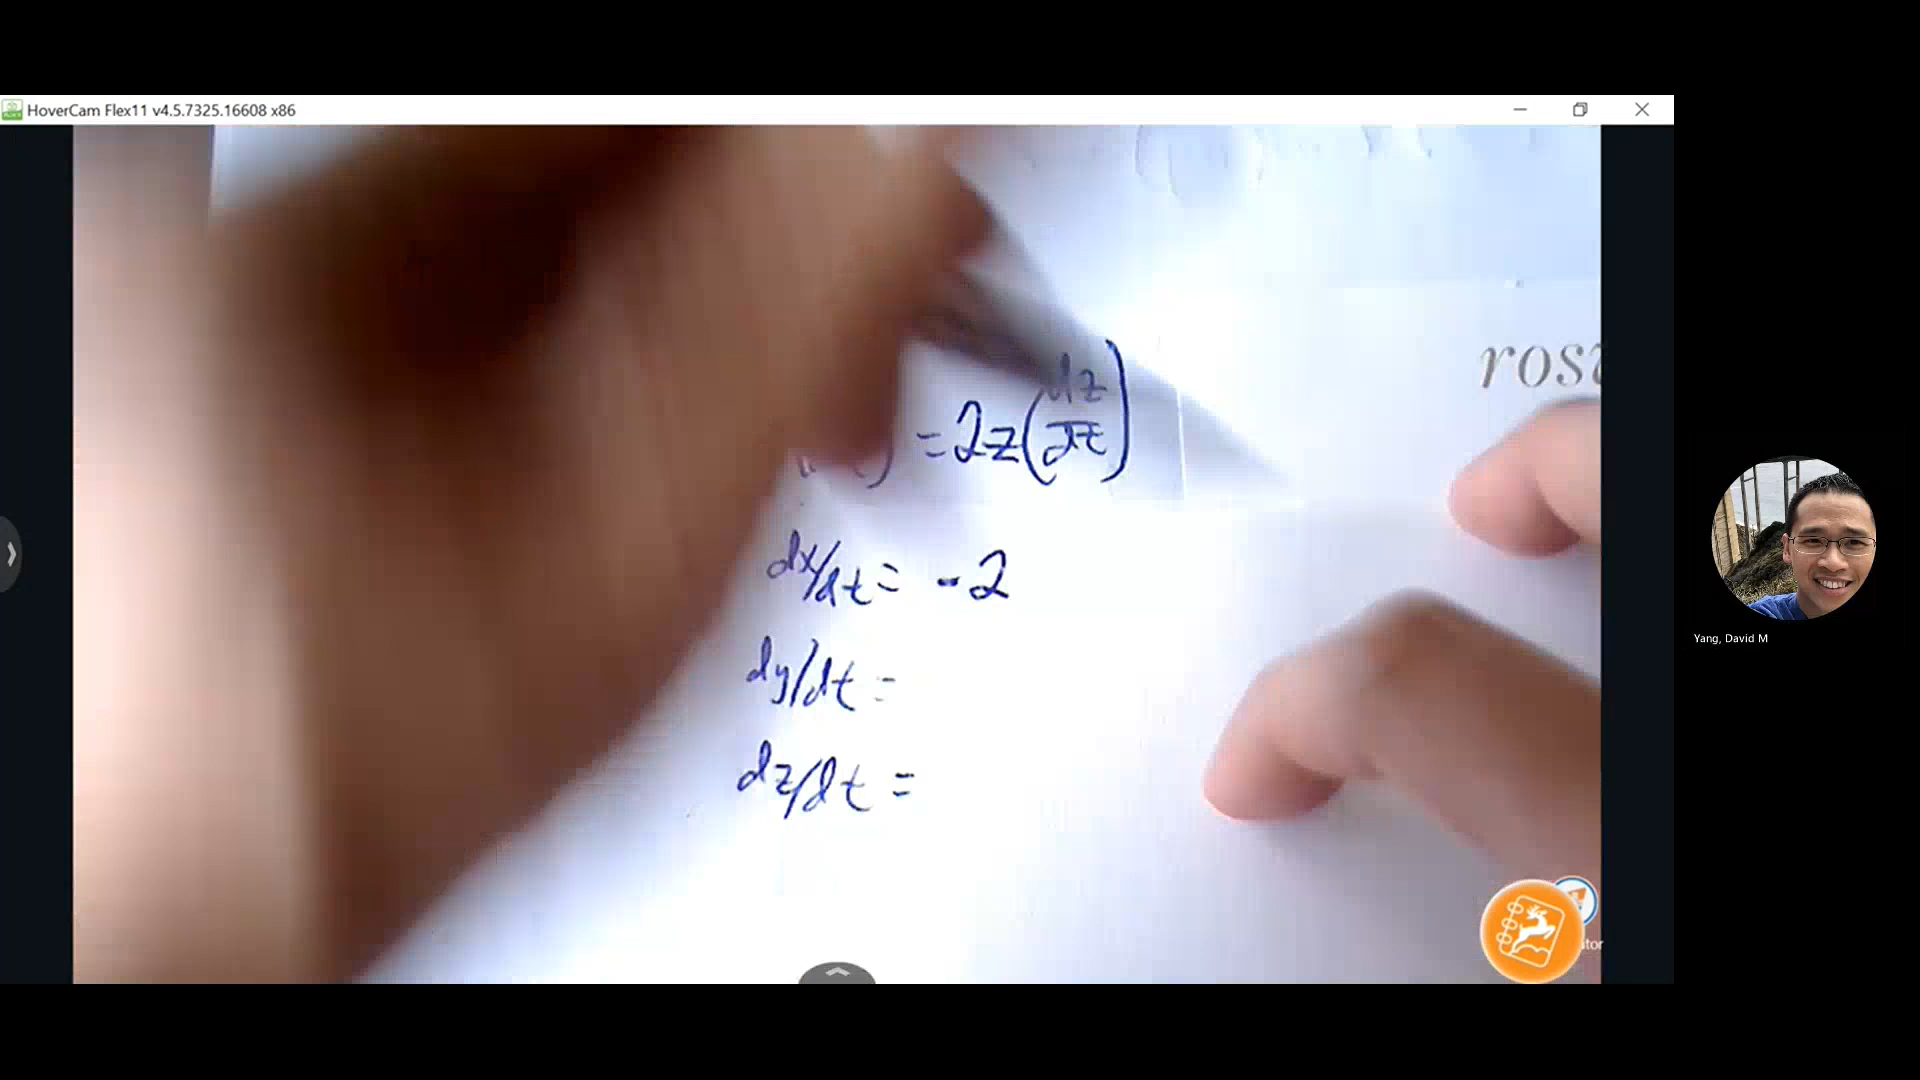 HoverCam Flex11 v4.5.7325.16608 x86
= 2z(dz/dt)
dx/dt = -2
dy/dt =
dz/dt =
Yang, David M